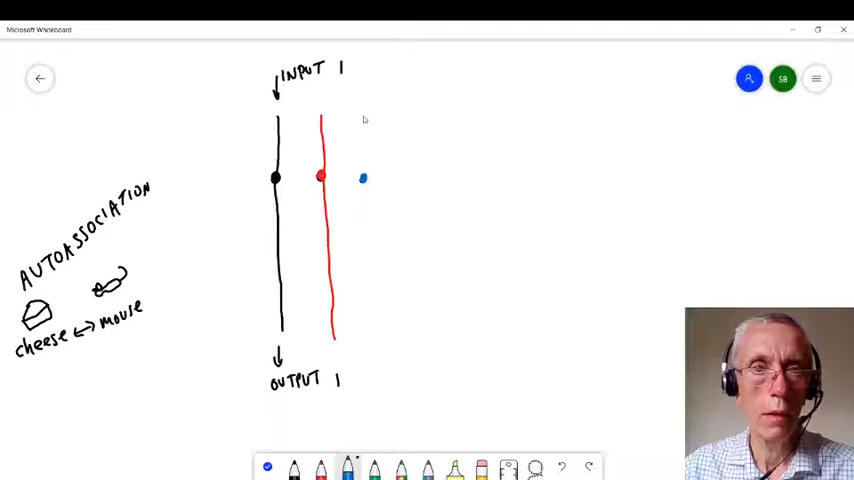 Microsoft Whiteboard
SB
INPUT 1
AUTOASSOCIATION
cheese ↔ mouse
OUTPUT 1